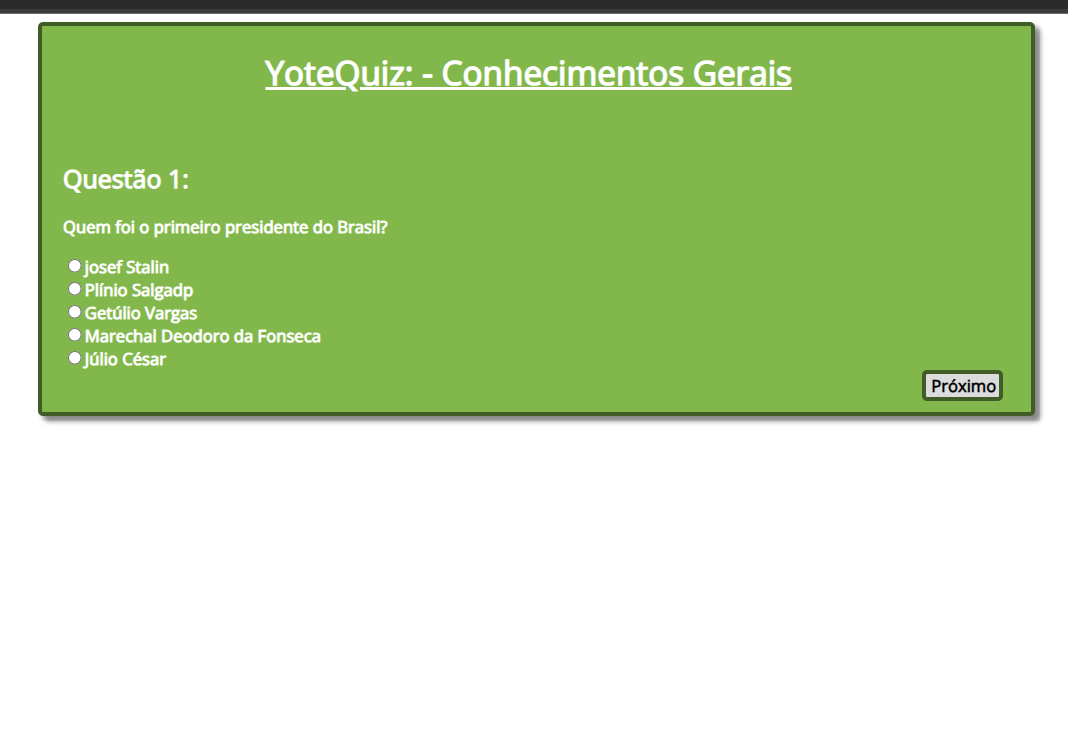 YoteQuiz: - Conhecimentos Gerais
Questão 1:
Quem foi o primeiro presidente do Brasil?
josef Stalin
Plínio Salgadp
Getúlio Vargas
Marechal Deodoro da Fonseca
Júlio César
Próximo